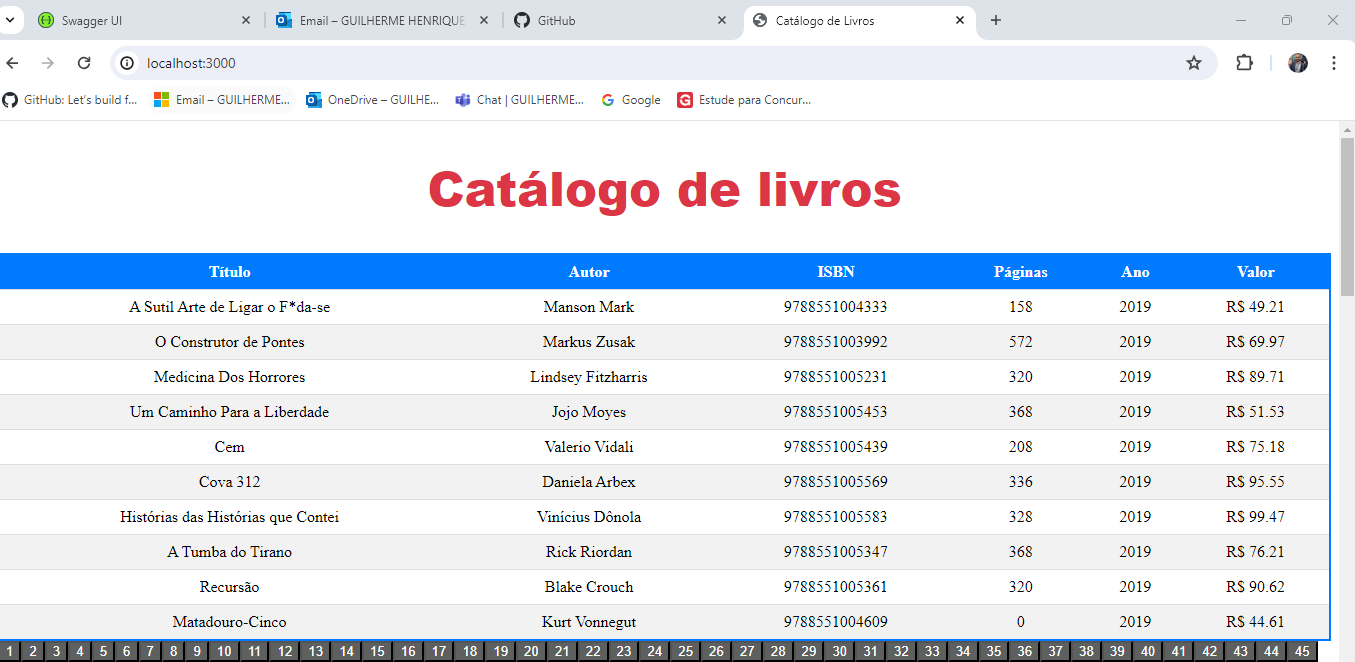 Swagger UI
Email – GUILHERME HENRIQUE
GitHub
Catálogo de Livros
localhost:3000
GitHub: Let's build f...
Email – GUILHERME...
OneDrive – GUILHE...
Chat | GUILHERME...
Google
Estude para Concur...
Catálogo de livros
Título Autor ISBN Páginas Ano Valor
A Sutil Arte de Ligar o F*da-se Manson Mark 9788551004333 158 2019 R$ 49.21
O Construtor de Pontes Markus Zusak 9788551003992 572 2019 R$ 69.97
Medicina Dos Horrores Lindsey Fitzharris 9788551005231 320 2019 R$ 89.71
Um Caminho Para a Liberdade Jojo Moyes 9788551005453 368 2019 R$ 51.53
Cem Valerio Vidali 9788551005439 208 2019 R$ 75.18
Cova 312 Daniela Arbex 9788551005569 336 2019 R$ 95.55
Histórias das Histórias que Contei Vinícius Dônola 9788551005583 328 2019 R$ 99.47
A Tumba do Tirano Rick Riordan 9788551005347 368 2019 R$ 76.21
Recursão Blake Crouch 9788551005361 320 2019 R$ 90.62
Matadouro-Cinco Kurt Vonnegut 9788551004609 0 2019 R$ 44.61
1 2 3 4 5 6 7 8 9 10 11 12 13 14 15 16 17 18 19 20 21 22 23 24 25 26 27 28 29 30 31 32 33 34 35 36 37 38 39 40 41 42 43 44 45